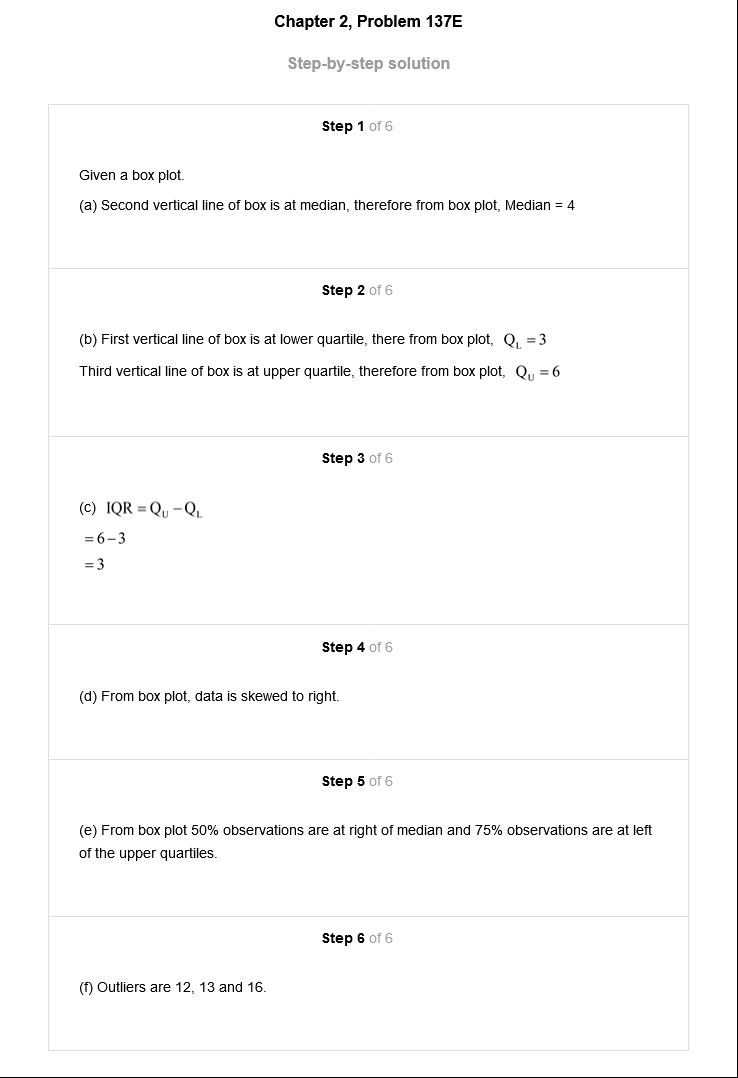 Chapter 2, Problem 137E
Step-by-step solution
Step 1 of 6
Given a box plot.
(a) Second vertical line of box is at median, therefore from box plot, Median = 4
Step 2 of 6
(b) First vertical line of box is at lower quartile, there from box plot, Q_L = 3
Third vertical line of box is at upper quartile, therefore from box plot, Q_U = 6
Step 3 of 6
(c) IQR = Q_U − Q_L
= 6 − 3
= 3
Step 4 of 6
(d) From box plot, data is skewed to right.
Step 5 of 6
(e) From box plot 50% observations are at right of median and 75% observations are at left
of the upper quartiles.
Step 6 of 6
(f) Outliers are 12, 13 and 16.